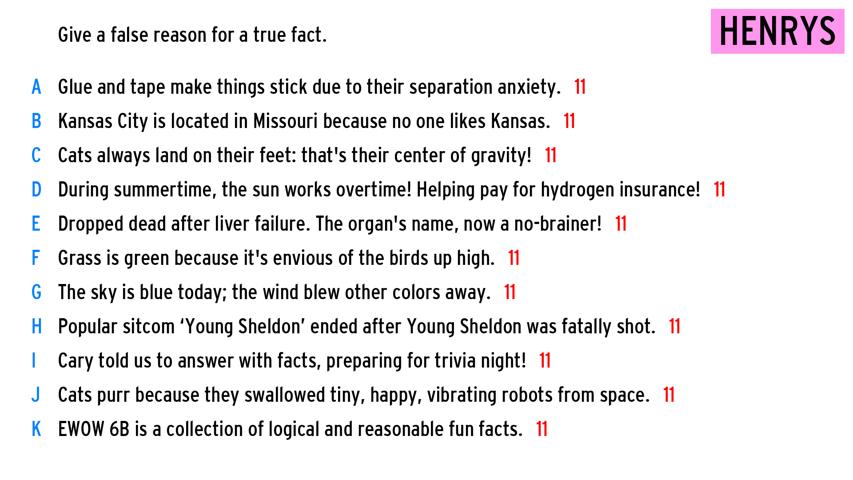 Give a false reason for a true fact.
HENRYS
A Glue and tape make things stick due to their separation anxiety. 11
B Kansas City is located in Missouri because no one likes Kansas. 11
C Cats always land on their feet: that's their center of gravity! 11
D During summertime, the sun works overtime! Helping pay for hydrogen insurance! 11
E Dropped dead after liver failure. The organ's name, now a no-brainer! 11
F Grass is green because it's envious of the birds up high. 11
G The sky is blue today; the wind blew other colors away. 11
H Popular sitcom ‘Young Sheldon’ ended after Young Sheldon was fatally shot. 11
I Cary told us to answer with facts, preparing for trivia night! 11
J Cats purr because they swallowed tiny, happy, vibrating robots from space. 11
K EWOW 6B is a collection of logical and reasonable fun facts. 11